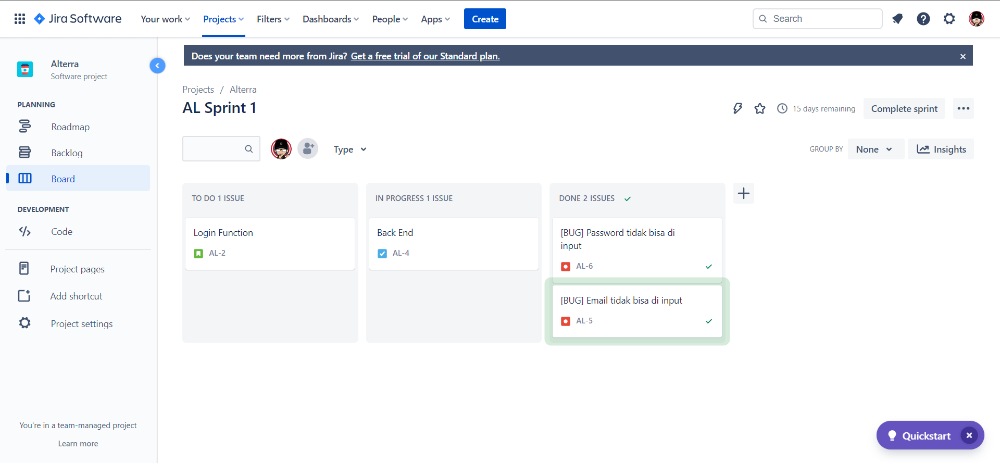 Jira Software
Your work
Projects
Filters
Dashboards
People
Apps
Create
Search
Alterra
Software project
PLANNING
Roadmap
Backlog
Board
DEVELOPMENT
Code
Project pages
Add shortcut
Project settings
You're in a team-managed project
Learn more
Does your team need more from Jira? Get a free trial of our Standard plan.
Projects / Alterra
AL Sprint 1
15 days remaining
Complete sprint
Type
GROUP BY
None
Insights
TO DO 1 ISSUE
Login Function
AL-2
IN PROGRESS 1 ISSUE
Back End
AL-4
DONE 2 ISSUES
[BUG] Password tidak bisa di
input
AL-6
[BUG] Email tidak bisa di input
AL-5
Quickstart